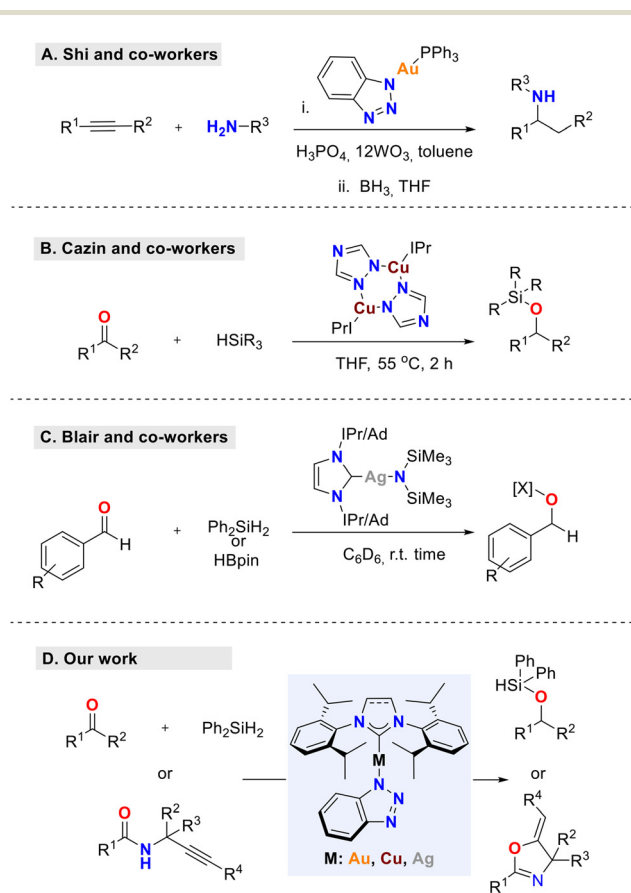 A. Shi and co-workers
R1
R2
+
H2N
R3
i.
Au
PPh3
N
N
N
H3PO4, 12WO3, toluene
ii. BH3, THF
R3
NH
R1
R2
B. Cazin and co-workers
O
R1
R2
+
HSiR3
N
IPr
N
N
Cu
N
Cu
N
N
PrI
THF, 55 °C, 2 h
R
R
Si
R
O
R1
R2
C. Blair and co-workers
O
H
R
+
Ph2SiH2
or
HBpin
IPr/Ad
N
Ag
N
SiMe3
SiMe3
N
IPr/Ad
C6D6, r.t. time
[X]
O
H
R
D. Our work
O
R1
R2
+
Ph2SiH2
or
O
R1
N
H
R2
R3
R4
N
N
M
N
N
N
M: Au, Cu, Ag
Ph
Ph
HSi
O
R1
R2
or
R4
O
R2
R3
R1
N